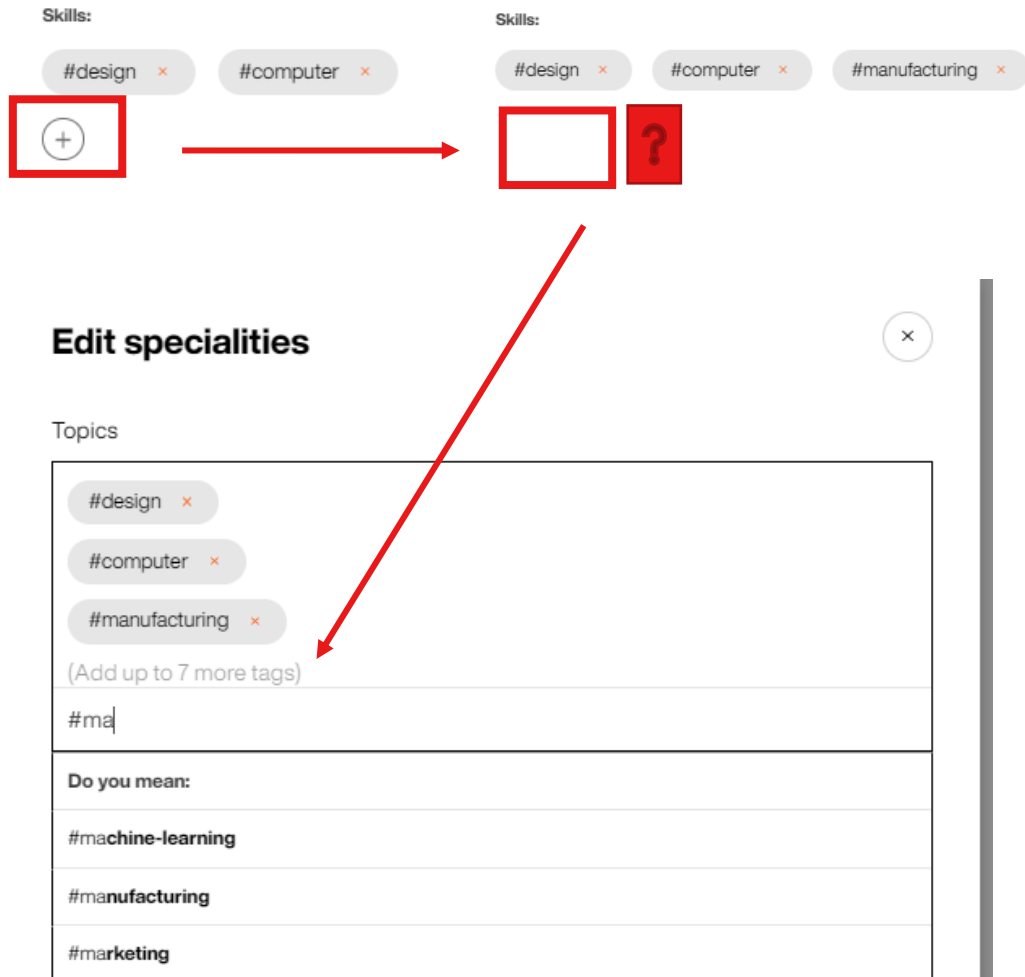 Skills:
#design ×
#computer ×
+
Skills:
#design ×
#computer ×
#manufacturing ×
?
Edit specialities
×
Topics
#design ×
#computer ×
#manufacturing ×
(Add up to 7 more tags)
#ma
Do you mean:
#machine-learning
#manufacturing
#marketing